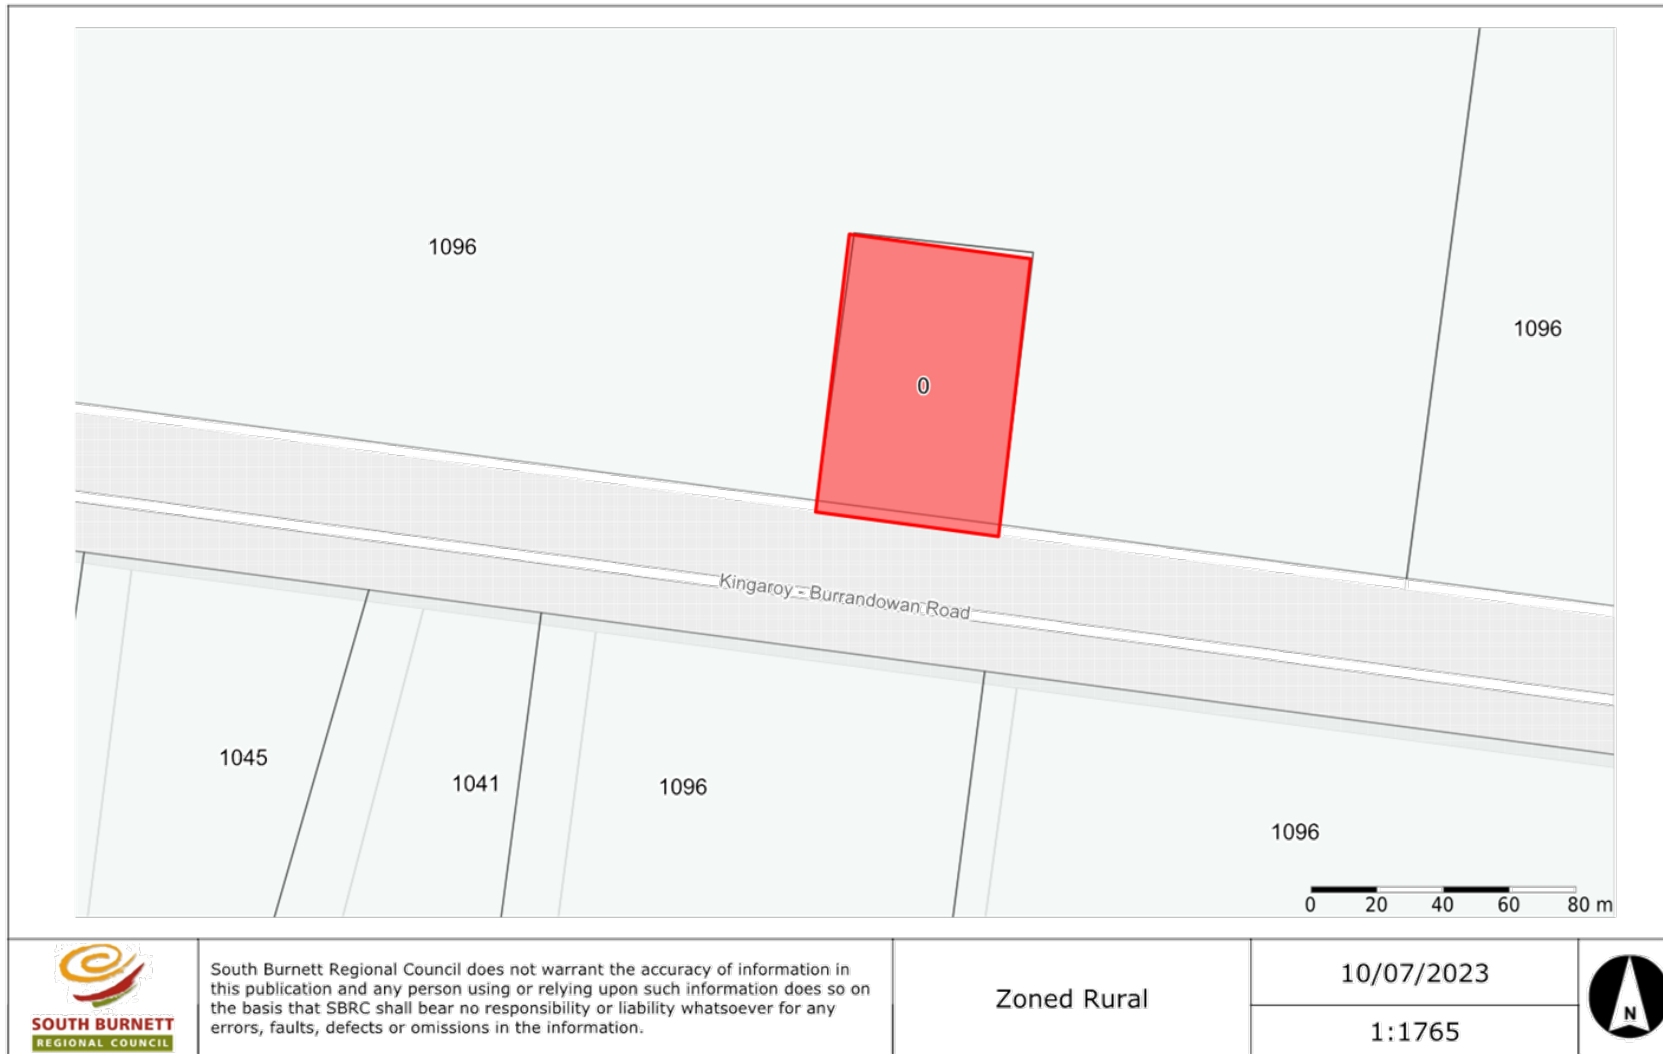 1096
1096
0
Kingaroy - Burrandowan Road
1045
1041
1096
1096
0 20 40 60 80 m
SOUTH BURNETT
REGIONAL COUNCIL
South Burnett Regional Council does not warrant the accuracy of information in
this publication and any person using or relying upon such information does so on
the basis that SBRC shall bear no responsibility or liability whatsoever for any
errors, faults, defects or omissions in the information.
Zoned Rural
10/07/2023
1:1765
N